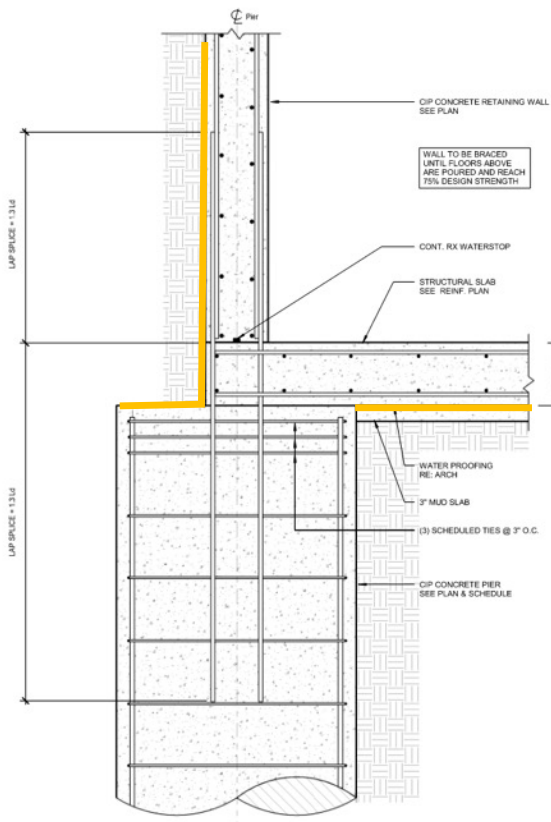 ℄ Pier
CIP CONCRETE RETAINING WALL
SEE PLAN
WALL TO BE BRACED
UNTIL FLOORS ABOVE
ARE POURED AND REACH
75% DESIGN STRENGTH
LAP SPLICE = 1.3 Ld
CONT. RX WATERSTOP
STRUCTURAL SLAB
SEE REINF. PLAN
WATER PROOFING
RE: ARCH
3" MUD SLAB
(3) SCHEDULED TIES @ 3" O.C.
LAP SPLICE = 1.3 Ld
CIP CONCRETE PIER
SEE PLAN & SCHEDULE